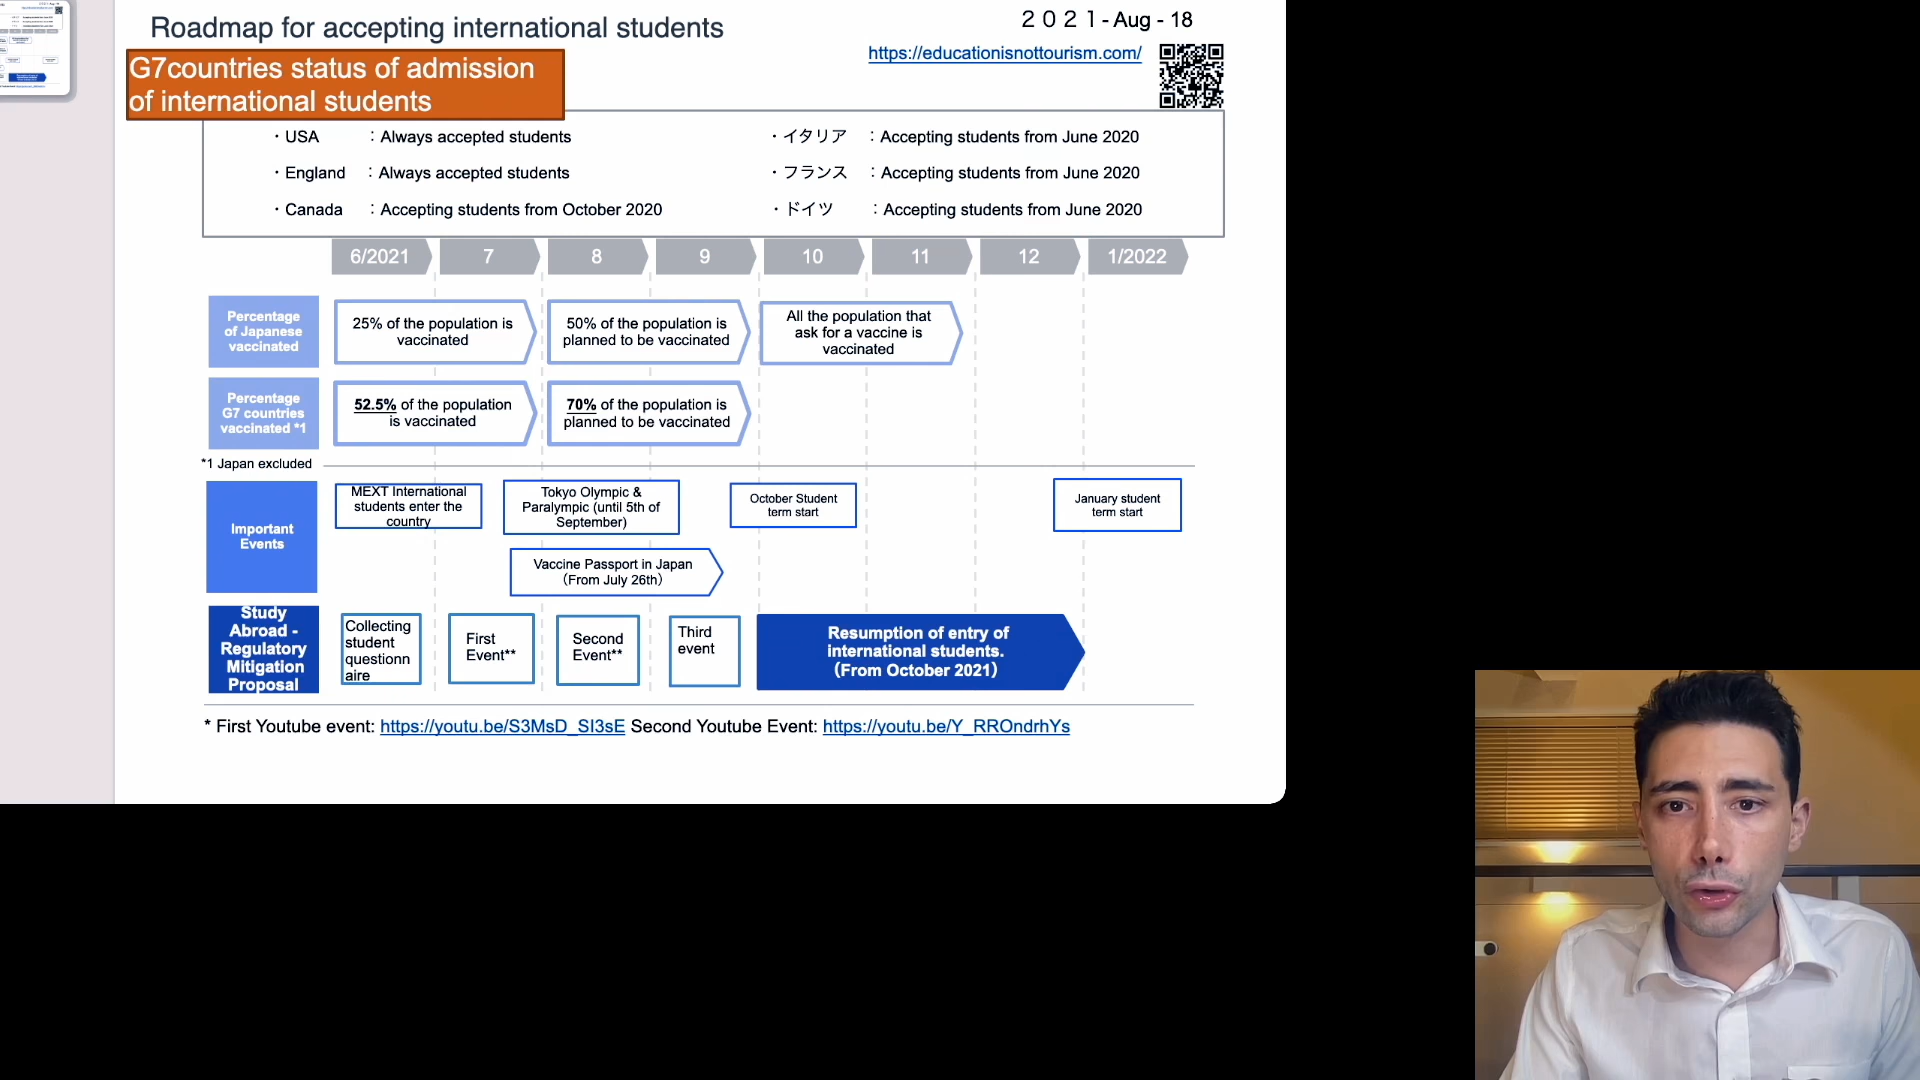 Roadmap for accepting international students
２０２１- Aug - 18
https://educationisnottourism.com/
G7countries status of admission
of international students
・USA ：Always accepted students
・England ：Always accepted students
・Canada ：Accepting students from October 2020
・イタリア ：Accepting students from June 2020
・フランス ：Accepting students from June 2020
・ドイツ ：Accepting students from June 2020
6/2021 7 8 9 10 11 12 1/2022
Percentage
of Japanese
vaccinated
25% of the population is
vaccinated
50% of the population is
planned to be vaccinated
All the population that
ask for a vaccine is
vaccinated
Percentage
G7 countries
vaccinated *1
52.5% of the population
is vaccinated
70% of the population is
planned to be vaccinated
*1 Japan excluded
Important
Events
MEXT International
students enter the
country
Tokyo Olympic &
Paralympic (until 5th of
September)
October Student
term start
January student
term start
Vaccine Passport in Japan
（From July 26th）
Study
Abroad -
Regulatory
Mitigation
Proposal
Collecting
student
questionn
aire
First
Event**
Second
Event**
Third
event
Resumption of entry of
international students.
（From October 2021）
* First Youtube event: https://youtu.be/S3MsD_SI3sE Second Youtube Event: https://youtu.be/Y_RROndrhYs